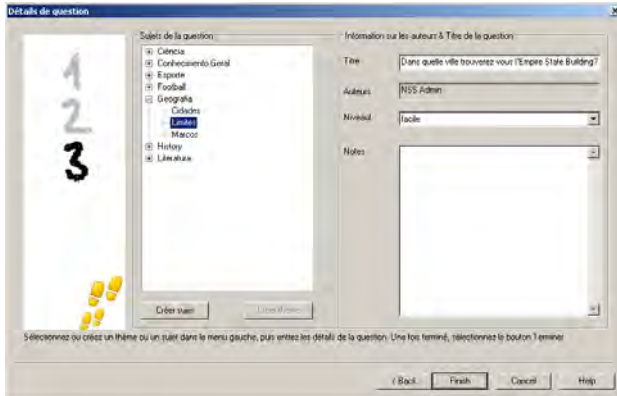 Détails de question
1
2
3
Sujets de la question
Ciência
Conhecimento Geral
Esporte
Football
Geografia
Cidades
Limites
Marcos
History
Literatura
Créer sujet
Créer thème
Information sur les auteurs & Titre de la question
Titre
Dans quelle ville trouverez vous l'Empire State Building?
Auteurs
NSS Admin
Niveaul
facile
Notes
Sélectionnez ou créez un thème ou un sujet dans le menu gauche, puis entrez les détails de la question. Une fois terminé, sélectionnez le bouton Terminer
< Back
Finish
Cancel
Help